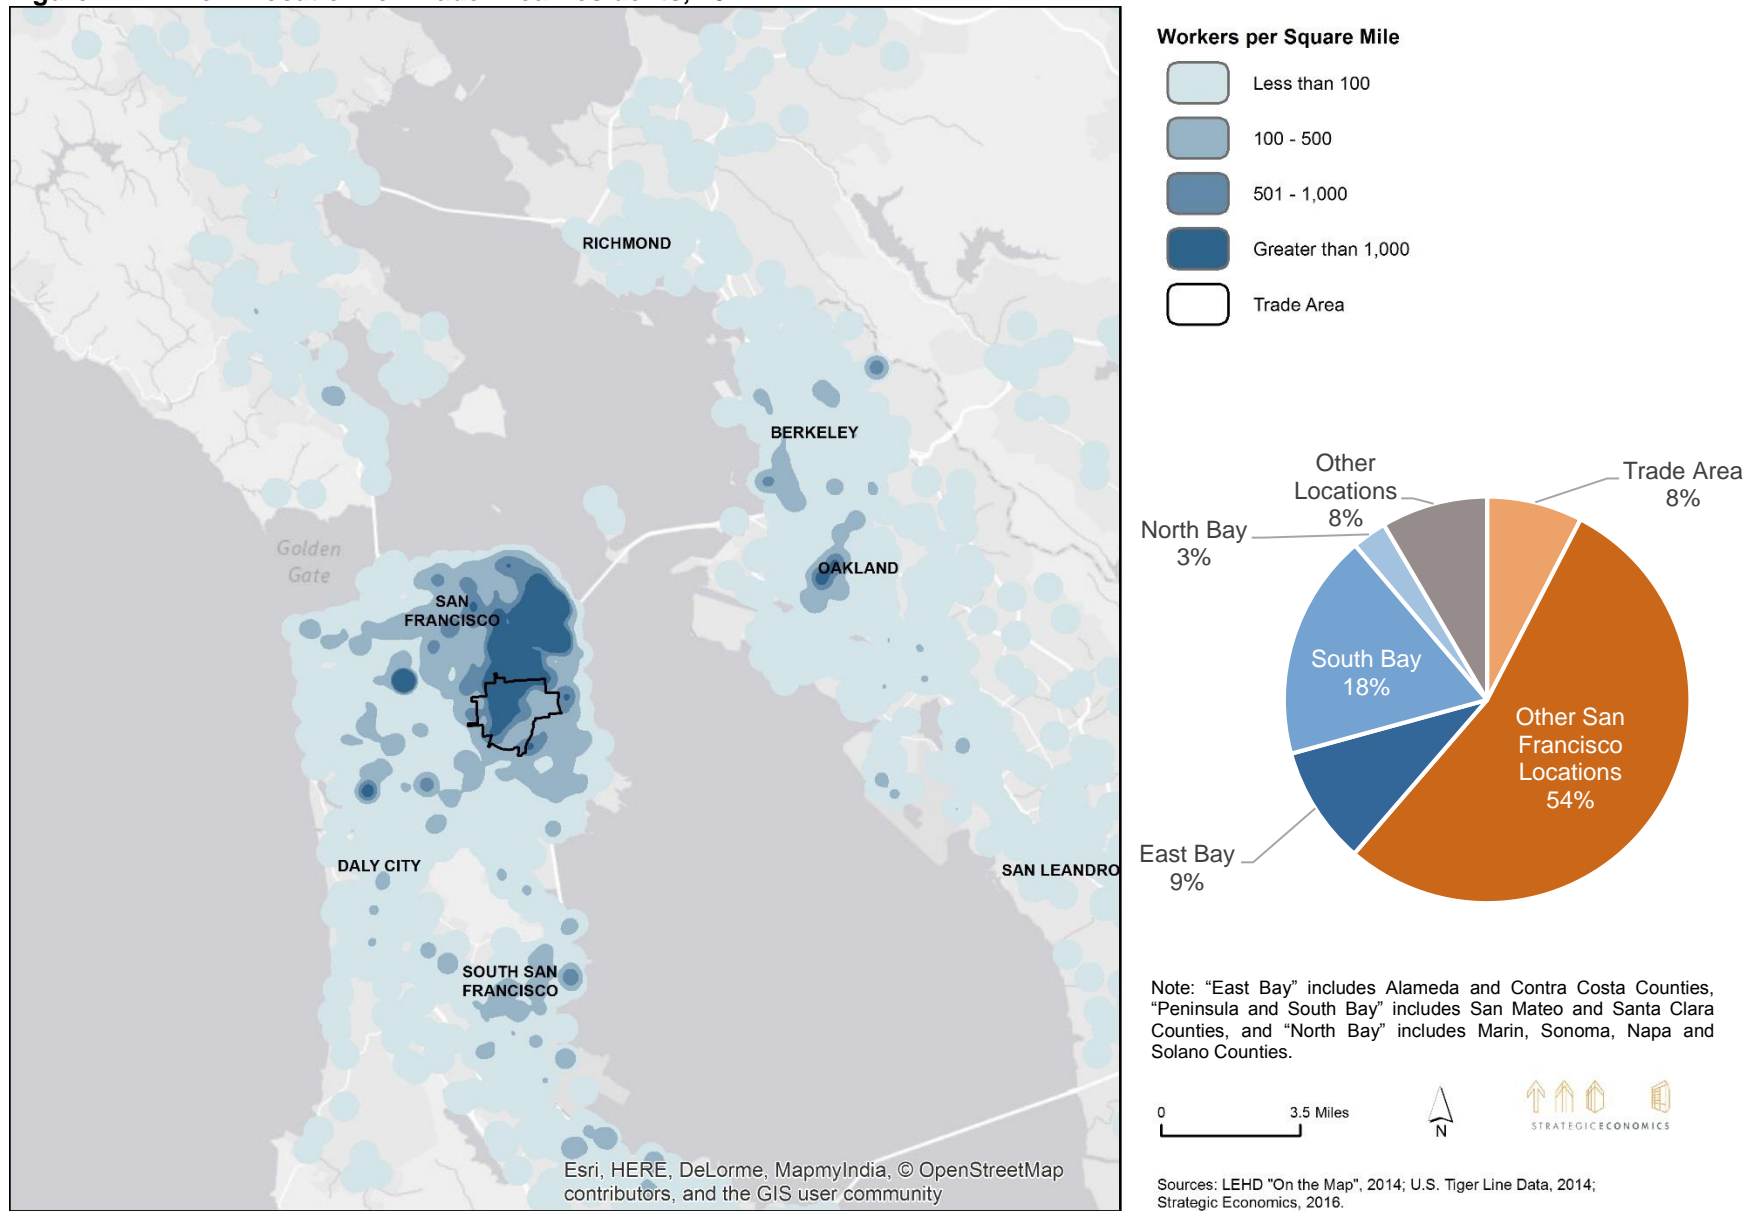 Workers per Square Mile
Less than 100
100 - 500
501 - 1,000
Greater than 1,000
Trade Area
RICHMOND
BERKELEY
OAKLAND
Golden
Gate
SAN
FRANCISCO
DALY CITY
SAN LEANDRO
SOUTH SAN
FRANCISCO
Esri, HERE, DeLorme, MapmyIndia, © OpenStreetMap
contributors, and the GIS user community
Other
Locations
8%
Trade Area
8%
North Bay
3%
South Bay
18%
Other San
Francisco
Locations
54%
East Bay
9%
Note: “East Bay” includes Alameda and Contra Costa Counties,
“Peninsula and South Bay” includes San Mateo and Santa Clara
Counties, and “North Bay” includes Marin, Sonoma, Napa and
Solano Counties.
0 3.5 Miles
N
STRATEGICECONOMICS
Sources: LEHD "On the Map", 2014; U.S. Tiger Line Data, 2014;
Strategic Economics, 2016.